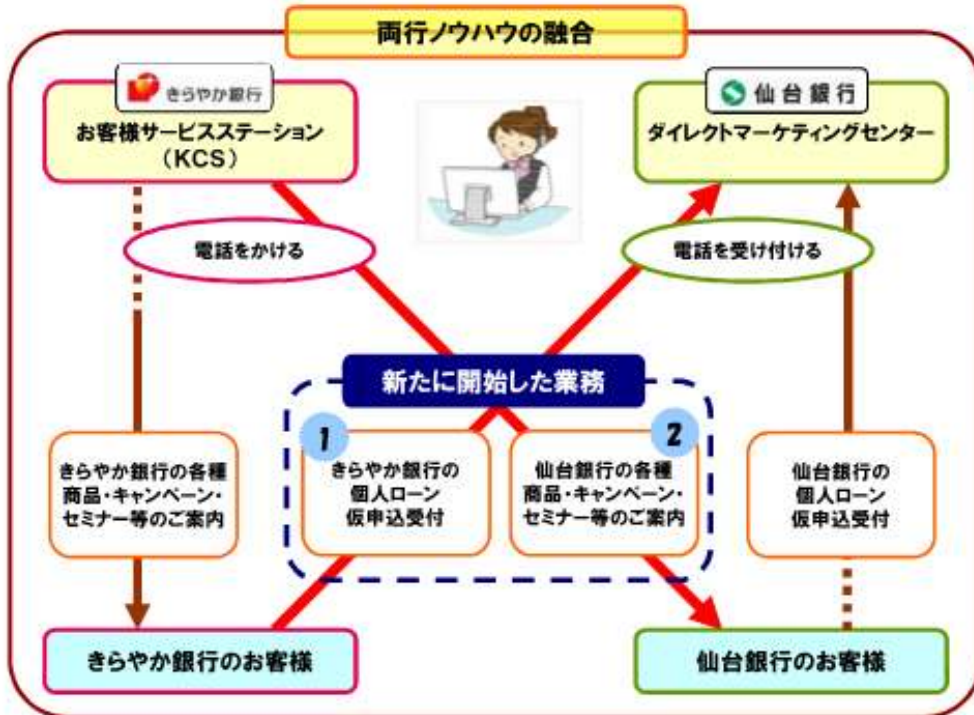 両行ノウハウの融合
きらやか銀行
お客様サービスステーション
(KCS)
仙台銀行
ダイレクトマーケティングセンター
電話をかける
電話を受け付ける
新たに開始した業務
きらやか銀行の各種
商品・キャンペーン・
セミナー等のご案内
1
きらやか銀行の
個人ローン
仮申込受付
2
仙台銀行の各種
商品・キャンペーン・
セミナー等のご案内
仙台銀行の
個人ローン
仮申込受付
きらやか銀行のお客様
仙台銀行のお客様